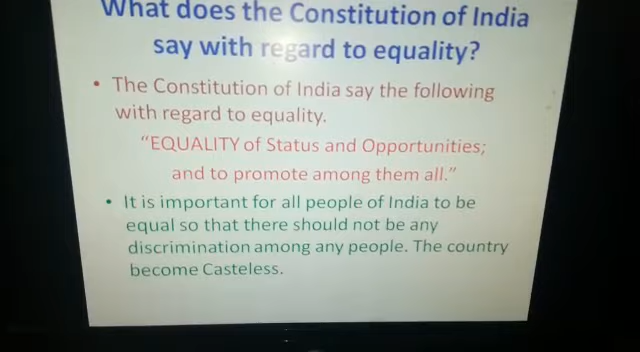 What does the Constitution of India
say with regard to equality?
• The Constitution of India say the following
with regard to equality.
"EQUALITY of Status and Opportunities;
and to promote among them all."
• It is important for all people of India to be
equal so that there should not be any
discrimination among any people. The country
become Casteless.